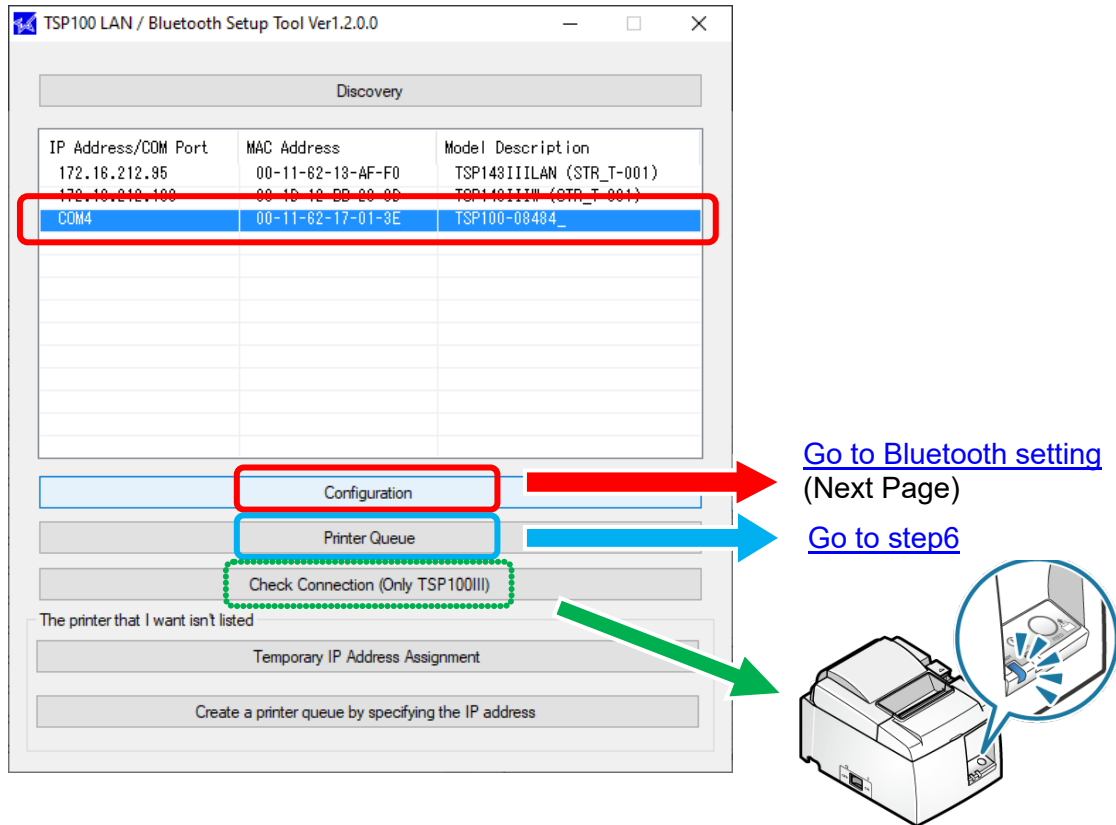 TSP100 LAN / Bluetooth Setup Tool Ver1.2.0.0
Discovery
IP Address/COM Port MAC Address Model Description
172.16.212.95 00-11-62-13-AF-F0 TSP143IIILAN (STR_T-001)
COM4 00-11-62-17-01-3E TSP100-08484_
Configuration
Go to Bluetooth setting
(Next Page)
Printer Queue
Go to step6
Check Connection (Only TSP100III)
The printer that I want isn't listed
Temporary IP Address Assignment
Create a printer queue by specifying the IP address